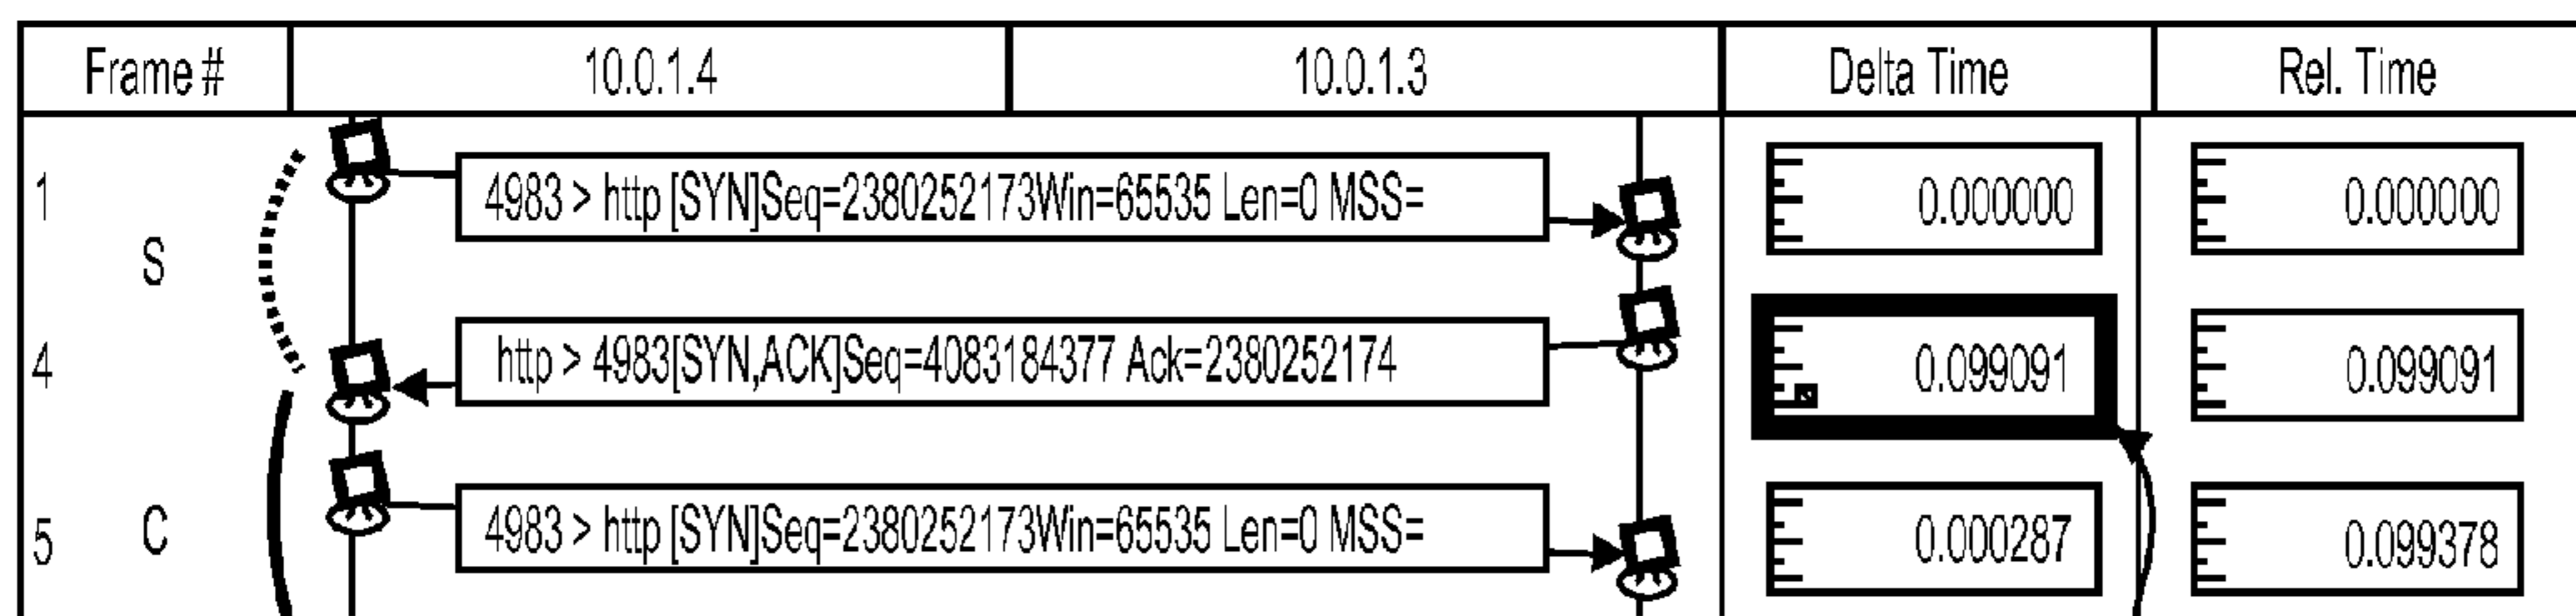 Frame # 10.0.1.4 10.0.1.3 Delta Time Rel. Time
1 4983 > http [SYN]Seq=2380252173Win=65535 Len=0 MSS= 0.000000 0.000000
S
4 http > 4983[SYN,ACK]Seq=4083184377 Ack=2380252174 0.099091 0.099091
5 C 4983 > http [SYN]Seq=2380252173Win=65535 Len=0 MSS= 0.000287 0.099378